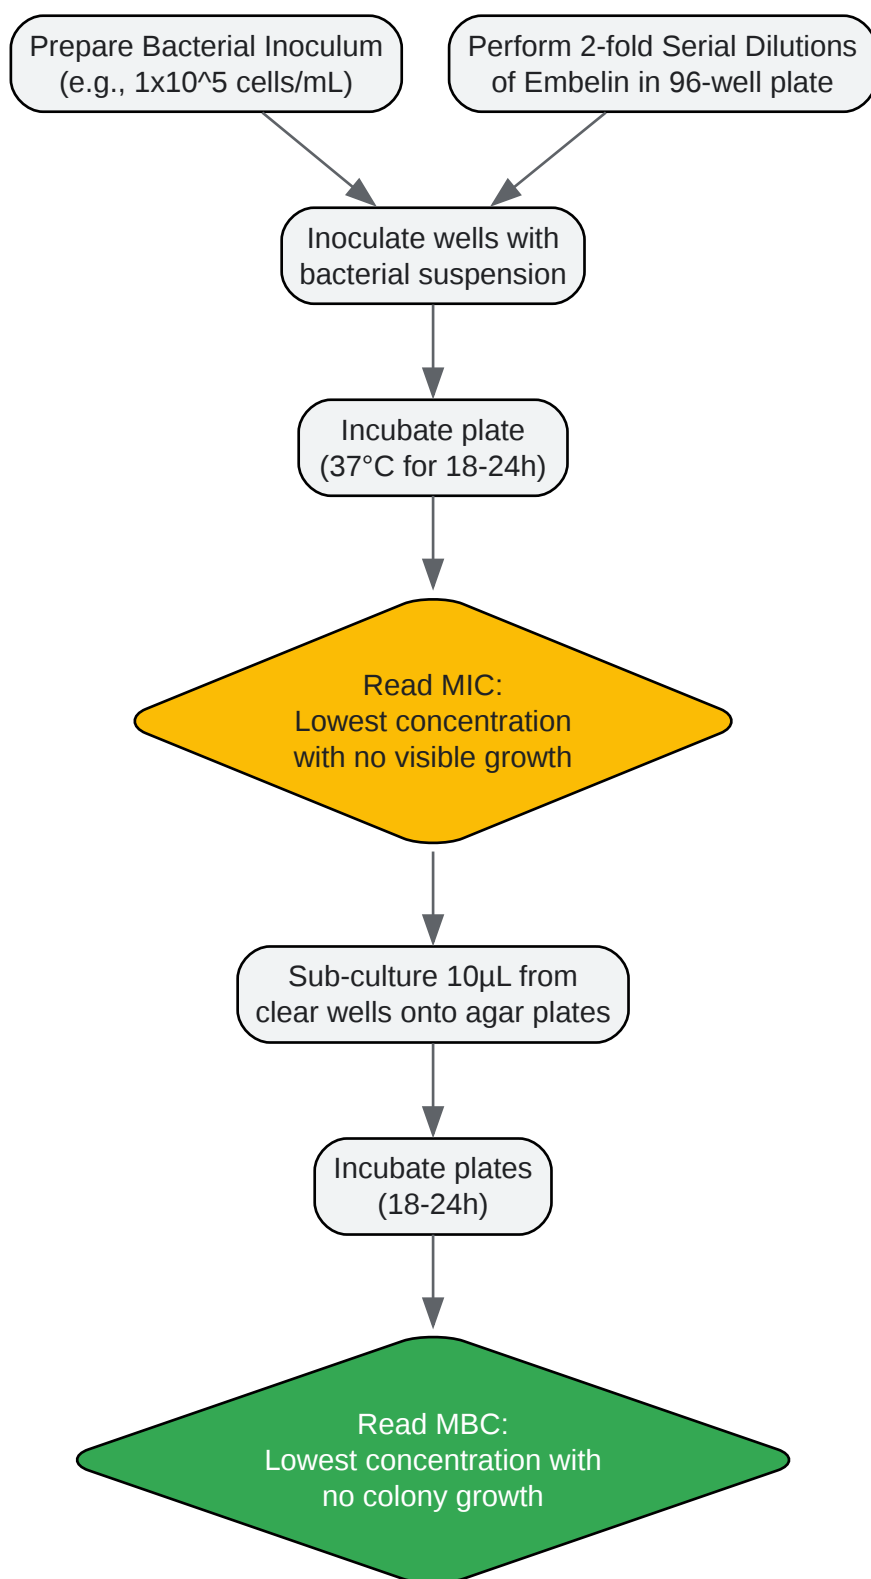 Prepare Bacterial Inoculum
(e.g., 1x10^5 cells/mL)
Perform 2-fold Serial Dilutions
of Embelin in 96-well plate
Inoculate wells with
bacterial suspension
Incubate plate
(37°C for 18-24h)
Read MIC:
Lowest concentration
with no visible growth
Sub-culture 10µL from
clear wells onto agar plates
Incubate plates
(18-24h)
Read MBC:
Lowest concentration with
no colony growth